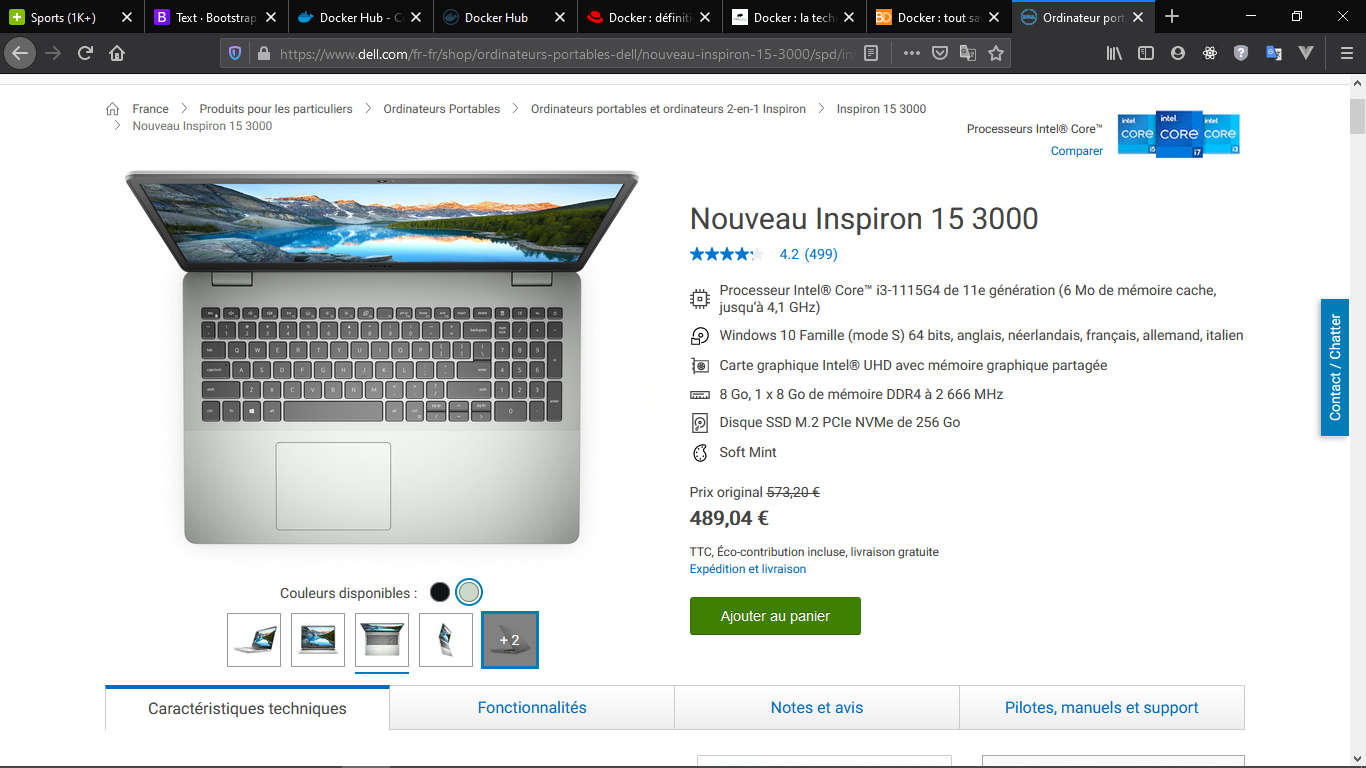 Sports (1K+)
Text · Bootstrap
Docker Hub - C
Docker Hub
Docker : définiti
Docker : la tech
Docker : tout sa
Ordinateur port
https://www.dell.com/fr-fr/shop/ordinateurs-portables-dell/nouveau-inspiron-15-3000/spd/in
France
Produits pour les particuliers
Ordinateurs Portables
Ordinateurs portables et ordinateurs 2-en-1 Inspiron
Inspiron 15 3000
Nouveau Inspiron 15 3000
Processeurs Intel® Core™
Comparer
intel. CORE i5
intel. CORE i7
intel. CORE i3
Nouveau Inspiron 15 3000
4.2 (499)
Processeur Intel® Core™ i3-1115G4 de 11e génération (6 Mo de mémoire cache,
jusqu'à 4,1 GHz)
Windows 10 Famille (mode S) 64 bits, anglais, néerlandais, français, allemand, italien
Carte graphique Intel® UHD avec mémoire graphique partagée
8 Go, 1 x 8 Go de mémoire DDR4 à 2 666 MHz
Disque SSD M.2 PCIe NVMe de 256 Go
Soft Mint
Prix original 573,20 €
489,04 €
TTC, Éco-contribution incluse, livraison gratuite
Expédition et livraison
Ajouter au panier
Contact / Chatter
Couleurs disponibles :
+ 2
Caractéristiques techniques
Fonctionnalités
Notes et avis
Pilotes, manuels et support